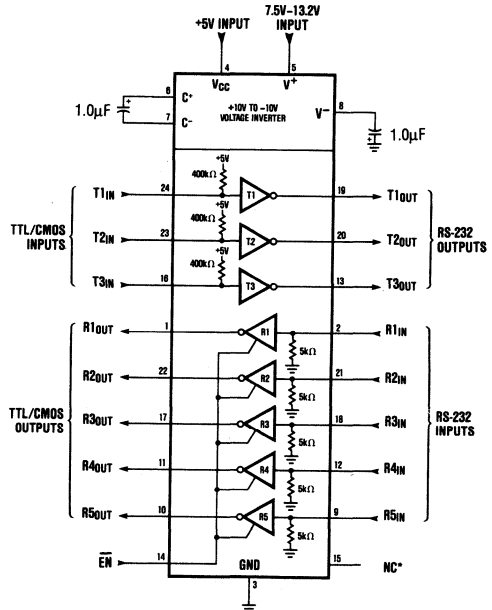 +5V INPUT
7.5V-13.2V
INPUT
4
5
VCC
V+
6
C+
1.0µF
7
C-
+10V TO -10V
VOLTAGE INVERTER
V-
8
1.0µF
+5V
400kΩ
T1IN
24
T1
19
T1OUT
+5V
400kΩ
TTL/CMOS
INPUTS
T2IN
23
T2
20
T2OUT
RS-232
OUTPUTS
+5V
400kΩ
T3IN
16
T3
13
T3OUT
R1OUT
1
R1
2
R1IN
5kΩ
R2OUT
22
R2
21
R2IN
5kΩ
TTL/CMOS
OUTPUTS
R3OUT
17
R3
18
R3IN
RS-232
INPUTS
5kΩ
R4OUT
11
R4
12
R4IN
5kΩ
R5OUT
10
R5
9
R5IN
5kΩ
EN
14
GND
15
NC*
3